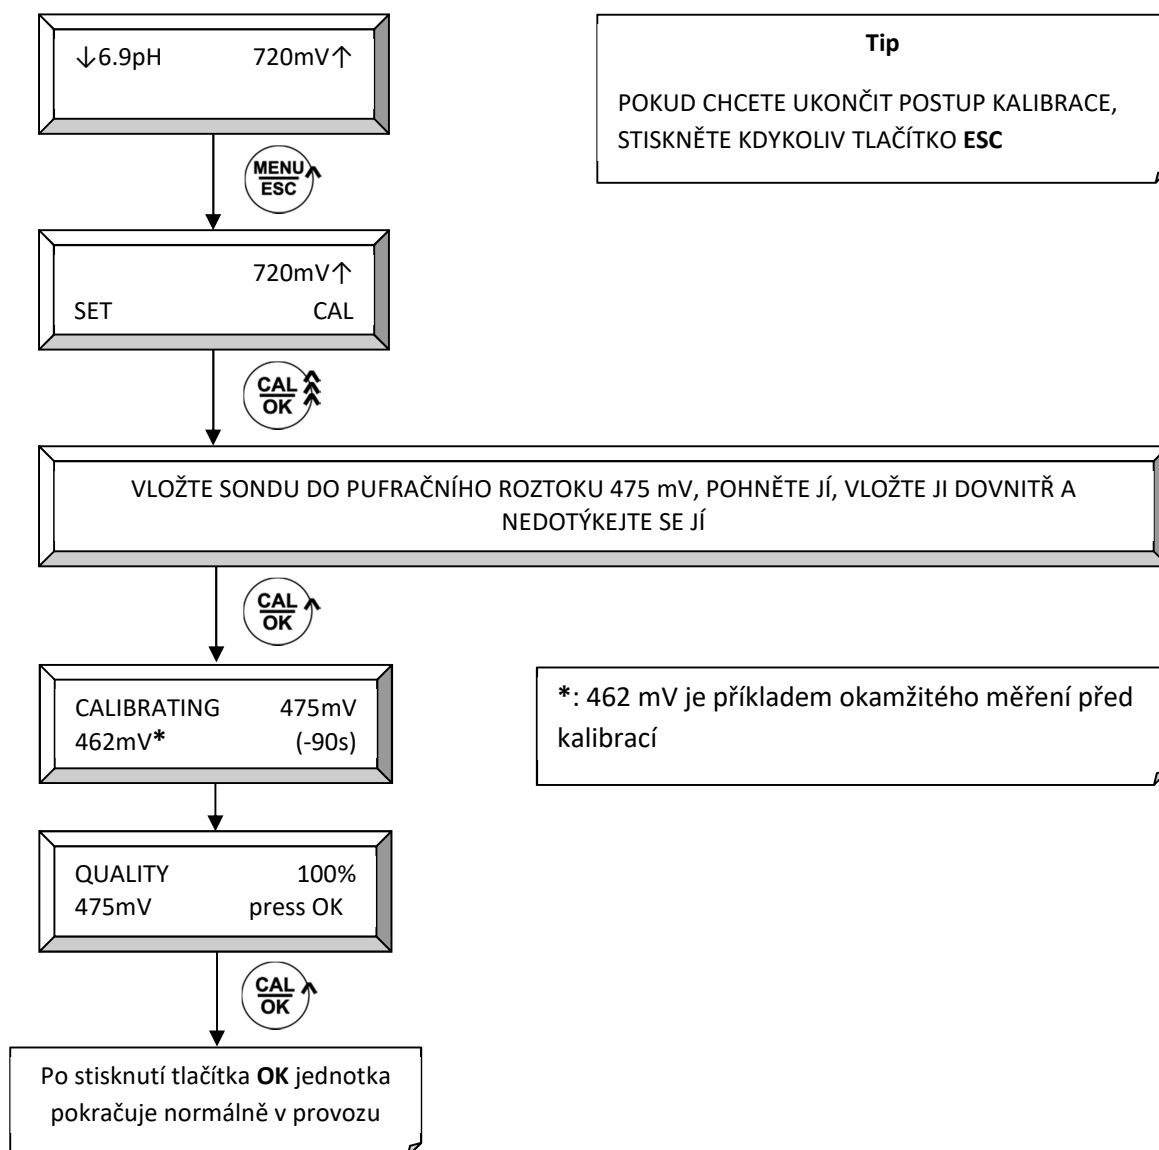 ↓6.9pH 720mV↑
Tip
POKUD CHCETE UKONČIT POSTUP KALIBRACE,
STISKNĚTE KDYKOLIV TLAČÍTKO ESC
MENU
ESC
720mV↑
SET CAL
CAL
OK
VLOŽTE SONDU DO PUFRAČNÍHO ROZTOKU 475 mV, POHNĚTE JÍ, VLOŽTE JI DOVNITŘ A
NEDOTÝKEJTE SE JÍ
CAL
OK
CALIBRATING 475mV
462mV* (-90s)
*: 462 mV je příkladem okamžitého měření před
kalibrací
QUALITY 100%
475mV press OK
CAL
OK
Po stisknutí tlačítka OK jednotka
pokračuje normálně v provozu